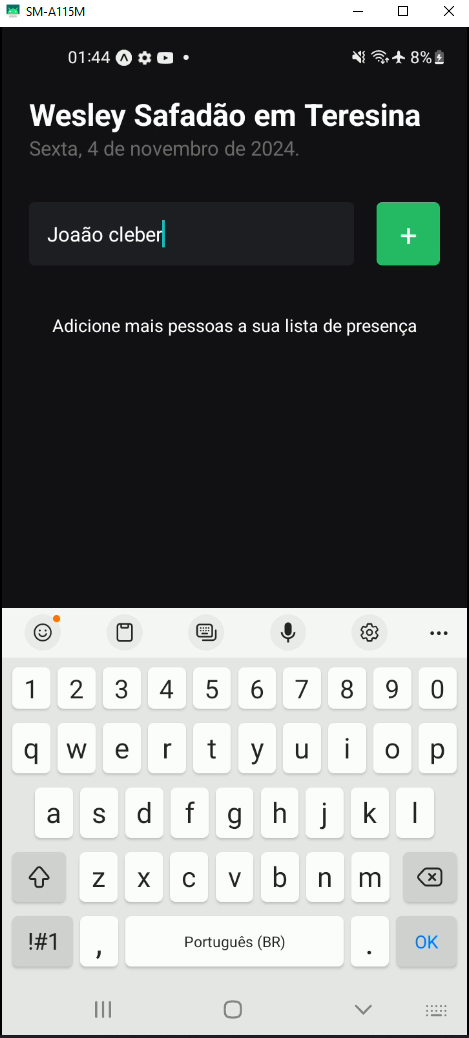 SM-A115M
01:44
8%
Wesley Safadão em Teresina
Sexta, 4 de novembro de 2024.
Joaão cleber
+
Adicione mais pessoas a sua lista de presença
1 2 3 4 5 6 7 8 9 0
q w e r t y u i o p
a s d f g h j k l
z x c v b n m
!#1 , Português (BR) . OK